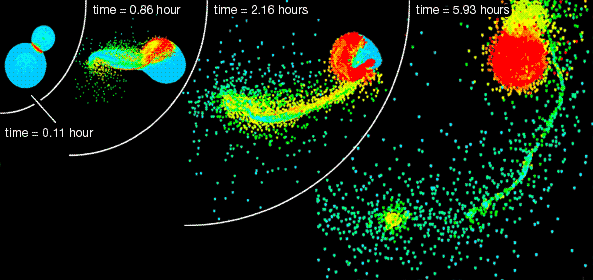 time = 0.86 hour
time = 2.16 hours
time = 5.93 hours
time = 0.11 hour